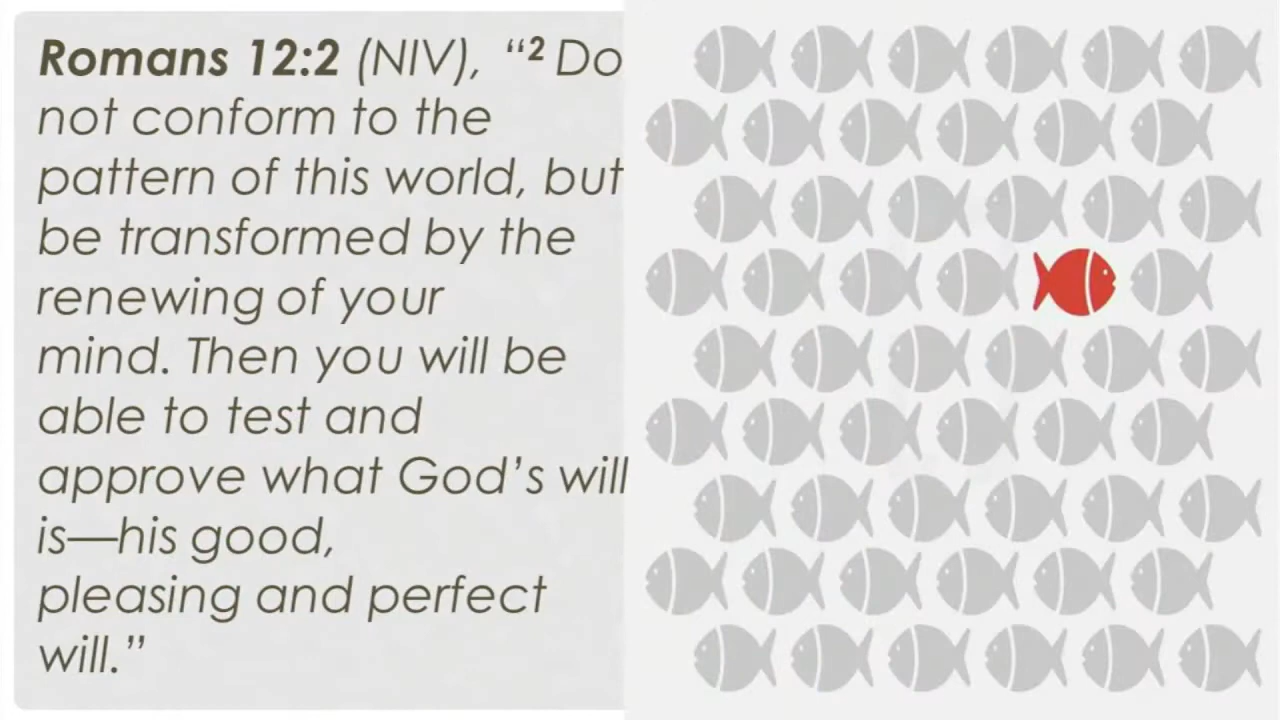 Romans 12:2 (NIV), “2 Do
not conform to the
pattern of this world, but
be transformed by the
renewing of your
mind. Then you will be
able to test and
approve what God’s will
is—his good,
pleasing and perfect
will.”